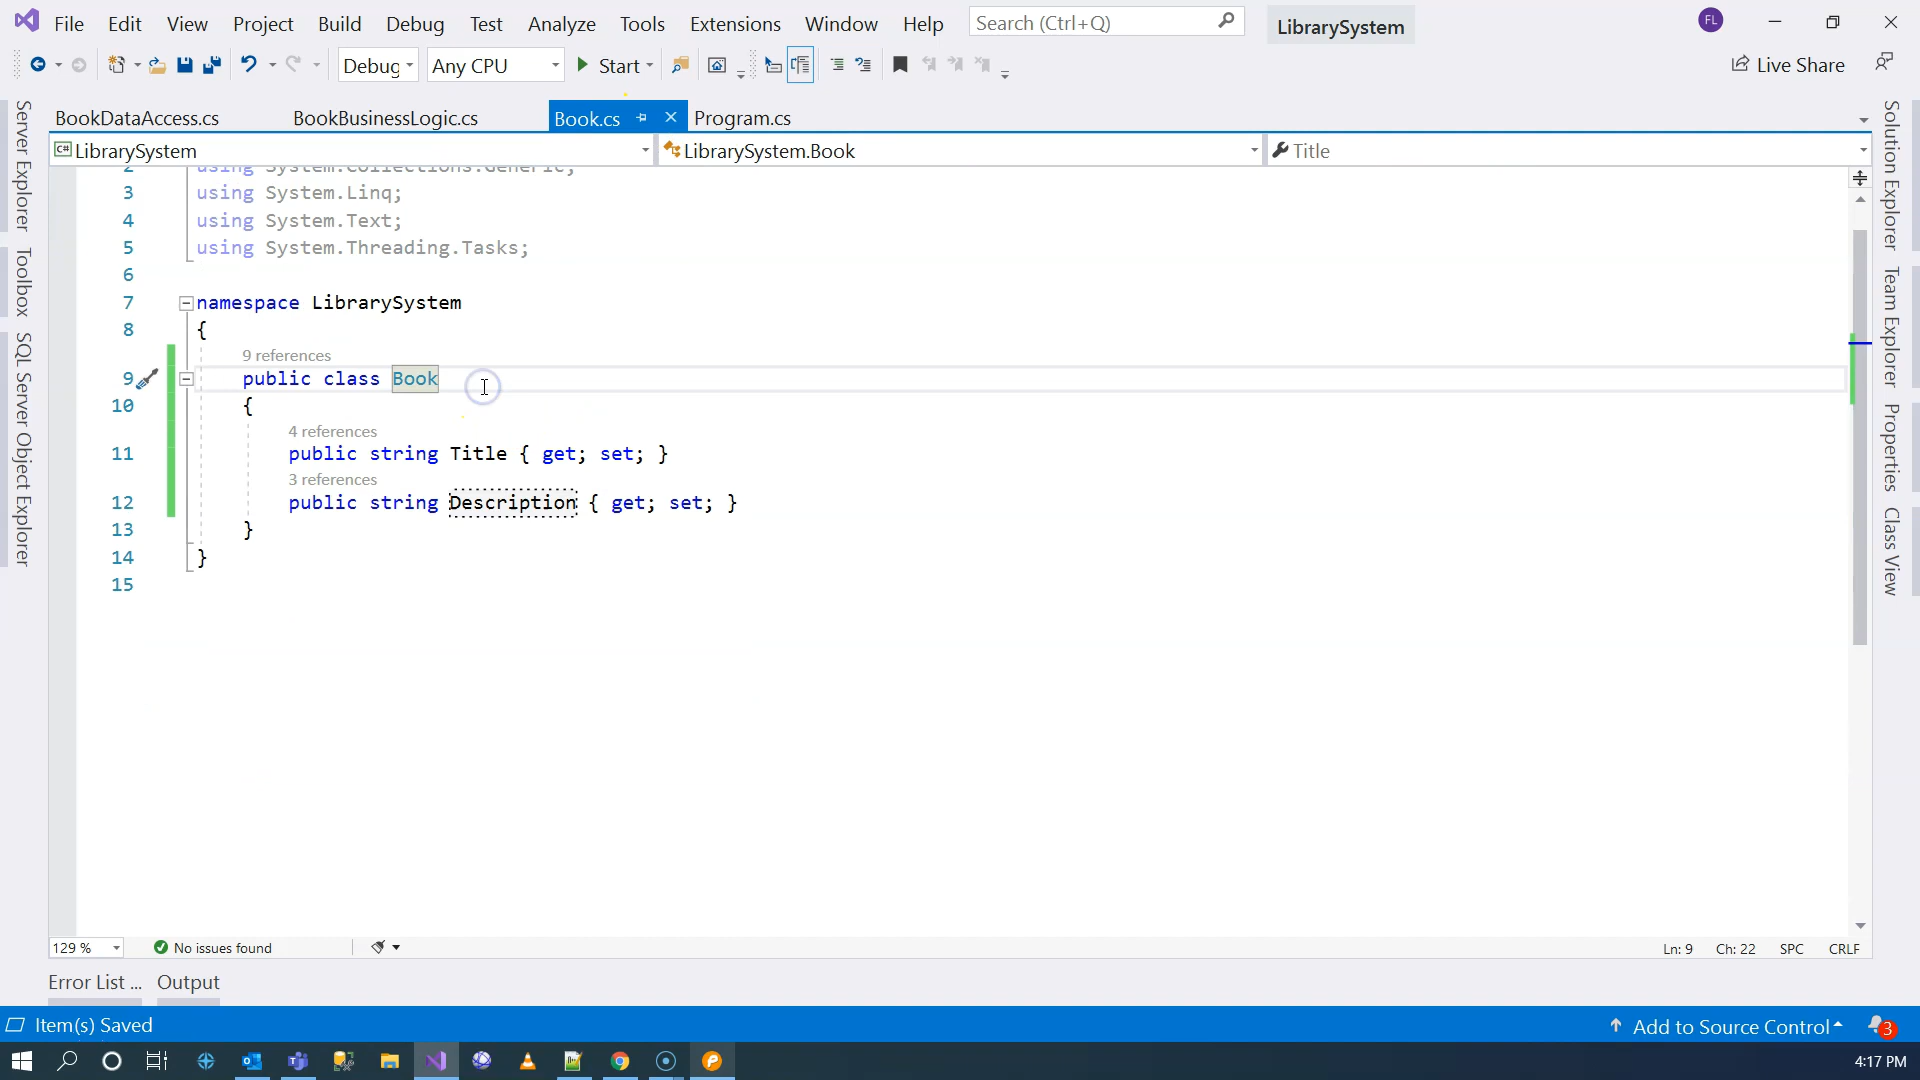 File Edit View Project Build Debug Test Analyze Tools Extensions Window Help Search (Ctrl+Q) LibrarySystem FL
Debug Any CPU Start Live Share
BookDataAccess.cs BookBusinessLogic.cs Book.cs Program.cs
C# LibrarySystem LibrarySystem.Book Title
2 using System.Collections.Generic;
3 using System.Linq;
4 using System.Text;
5 using System.Threading.Tasks;
6
7 namespace LibrarySystem
8 {
9 references
9 public class Book
10 {
4 references
11 public string Title { get; set; }
3 references
12 public string Description { get; set; }
13 }
14 }
15
Server Explorer
Toolbox
SQL Server Object Explorer
Solution Explorer
Team Explorer
Properties
Class View
129 % No issues found Ln: 9 Ch: 22 SPC CRLF
Error List ... Output
Item(s) Saved Add to Source Control 3
4:17 PM